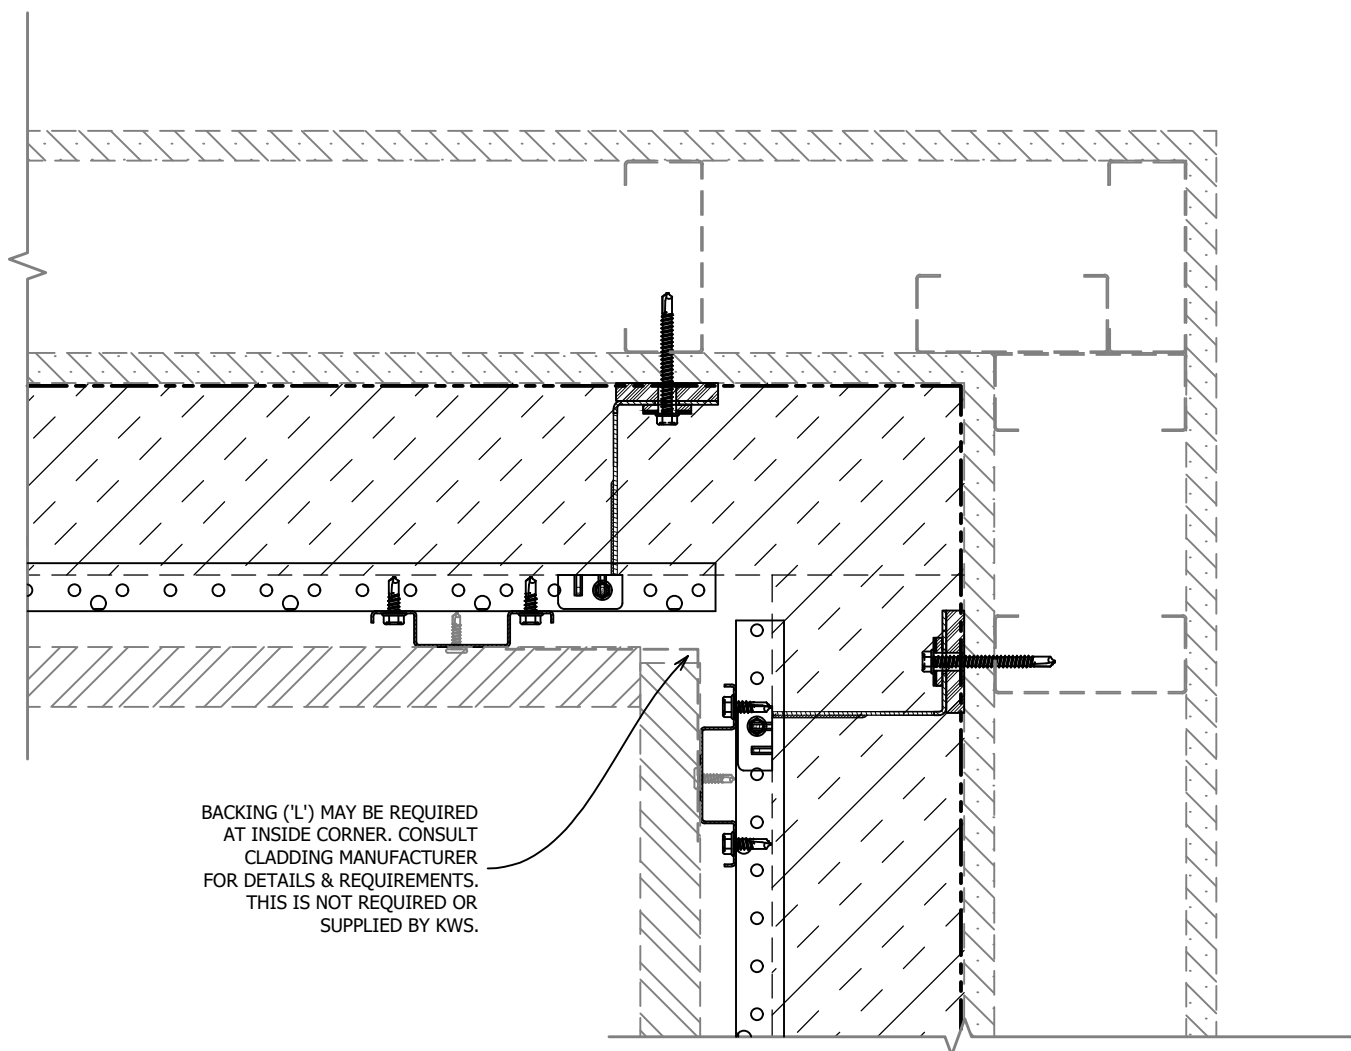 BACKING ('L') MAY BE REQUIRED
AT INSIDE CORNER. CONSULT
CLADDING MANUFACTURER
FOR DETAILS & REQUIREMENTS.
THIS IS NOT REQUIRED OR
SUPPLIED BY KWS.